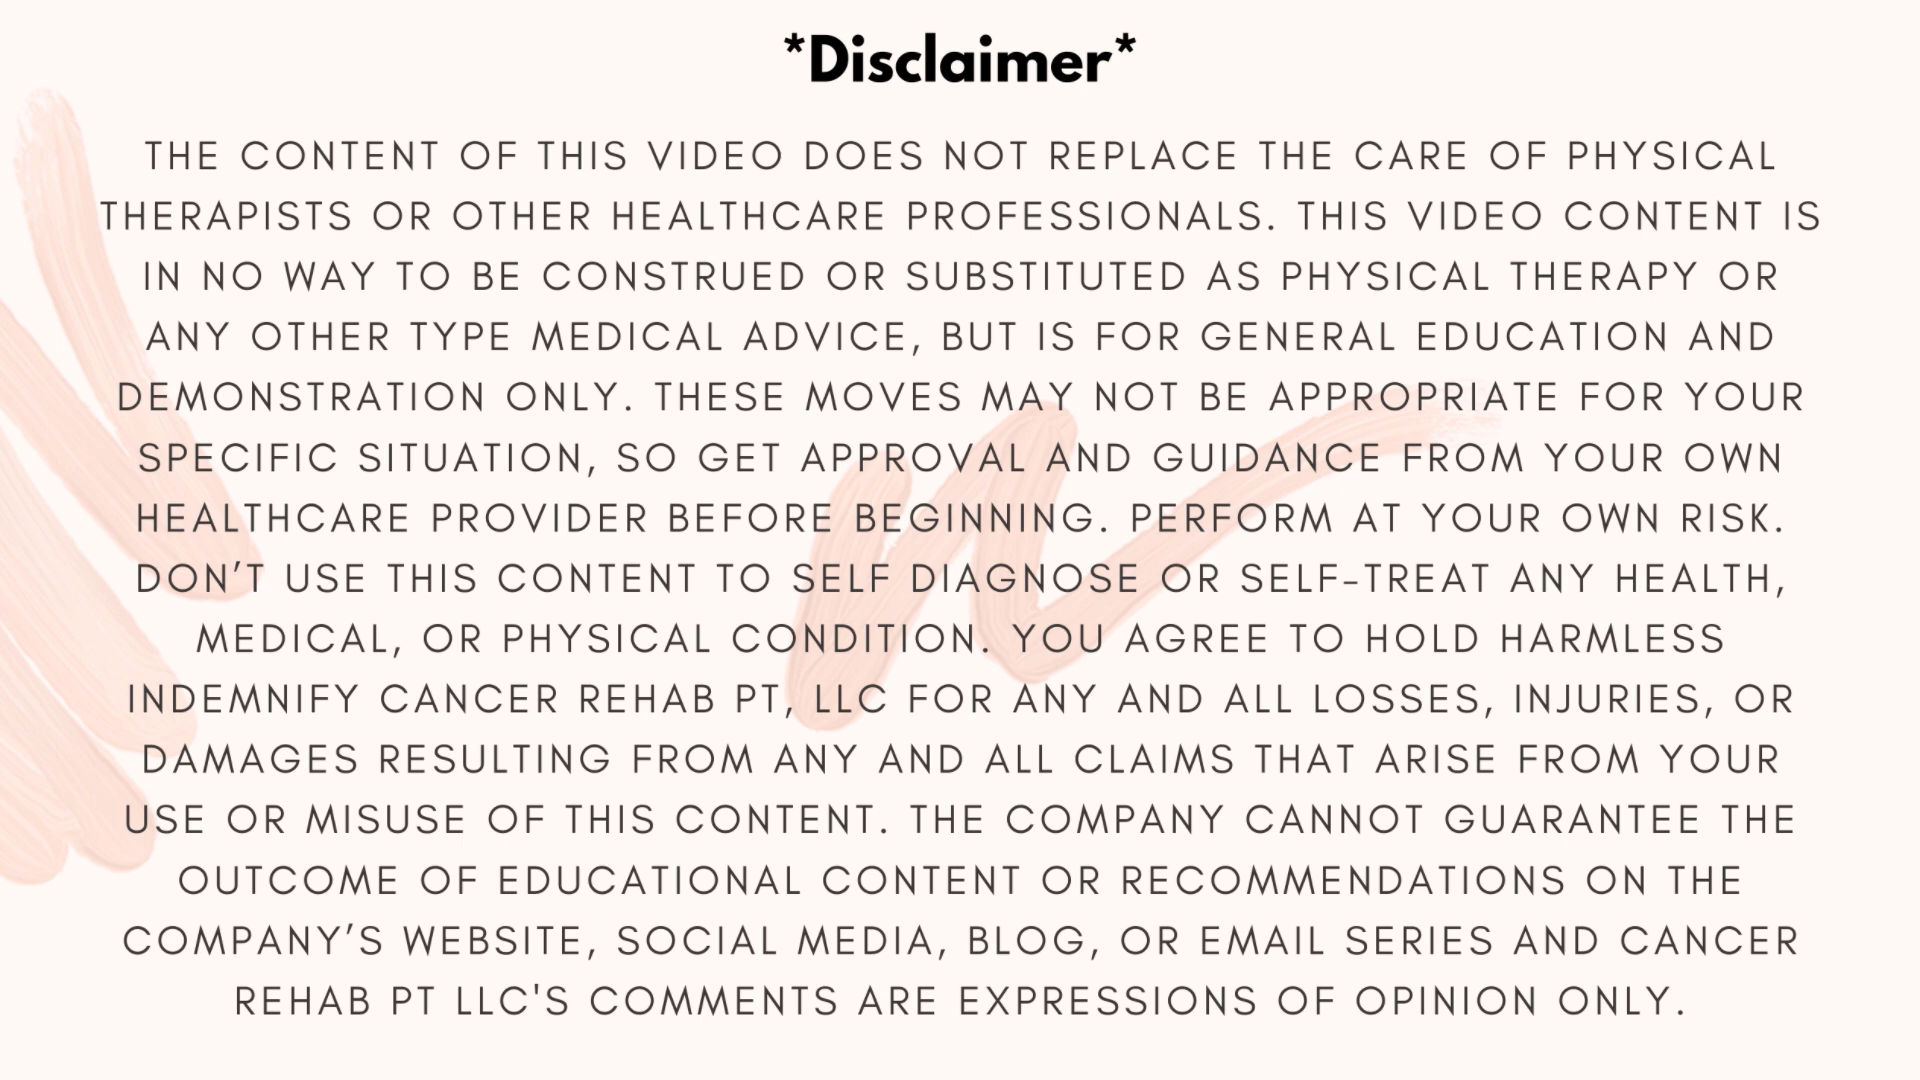 *Disclaimer*
THE CONTENT OF THIS VIDEO DOES NOT REPLACE THE CARE OF PHYSICAL
THERAPISTS OR OTHER HEALTHCARE PROFESSIONALS. THIS VIDEO CONTENT IS
IN NO WAY TO BE CONSTRUED OR SUBSTITUTED AS PHYSICAL THERAPY OR
ANY OTHER TYPE MEDICAL ADVICE, BUT IS FOR GENERAL EDUCATION AND
DEMONSTRATION ONLY. THESE MOVES MAY NOT BE APPROPRIATE FOR YOUR
SPECIFIC SITUATION, SO GET APPROVAL AND GUIDANCE FROM YOUR OWN
HEALTHCARE PROVIDER BEFORE BEGINNING. PERFORM AT YOUR OWN RISK.
DON’T USE THIS CONTENT TO SELF DIAGNOSE OR SELF-TREAT ANY HEALTH,
MEDICAL, OR PHYSICAL CONDITION. YOU AGREE TO HOLD HARMLESS
INDEMNIFY CANCER REHAB PT, LLC FOR ANY AND ALL LOSSES, INJURIES, OR
DAMAGES RESULTING FROM ANY AND ALL CLAIMS THAT ARISE FROM YOUR
USE OR MISUSE OF THIS CONTENT. THE COMPANY CANNOT GUARANTEE THE
OUTCOME OF EDUCATIONAL CONTENT OR RECOMMENDATIONS ON THE
COMPANY’S WEBSITE, SOCIAL MEDIA, BLOG, OR EMAIL SERIES AND CANCER
REHAB PT LLC'S COMMENTS ARE EXPRESSIONS OF OPINION ONLY.